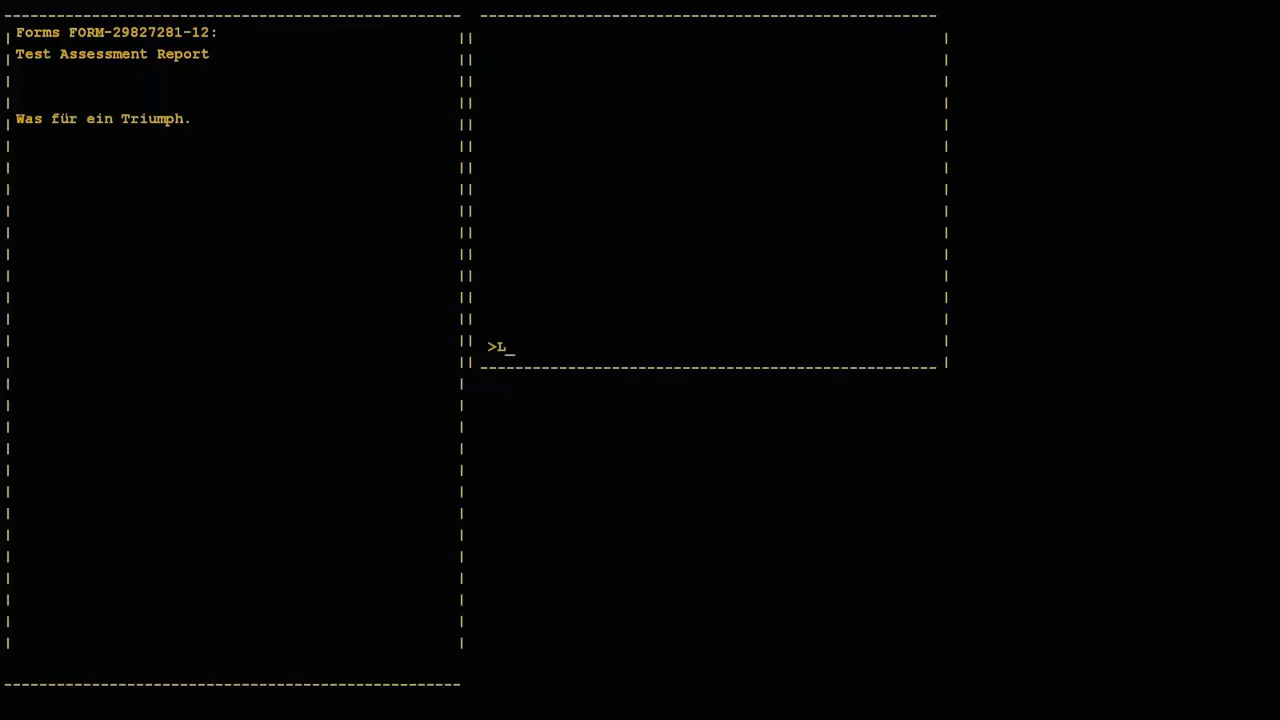 Forms FORM-29827281-12:
Test Assessment Report
Was für ein Triumph.
>L_